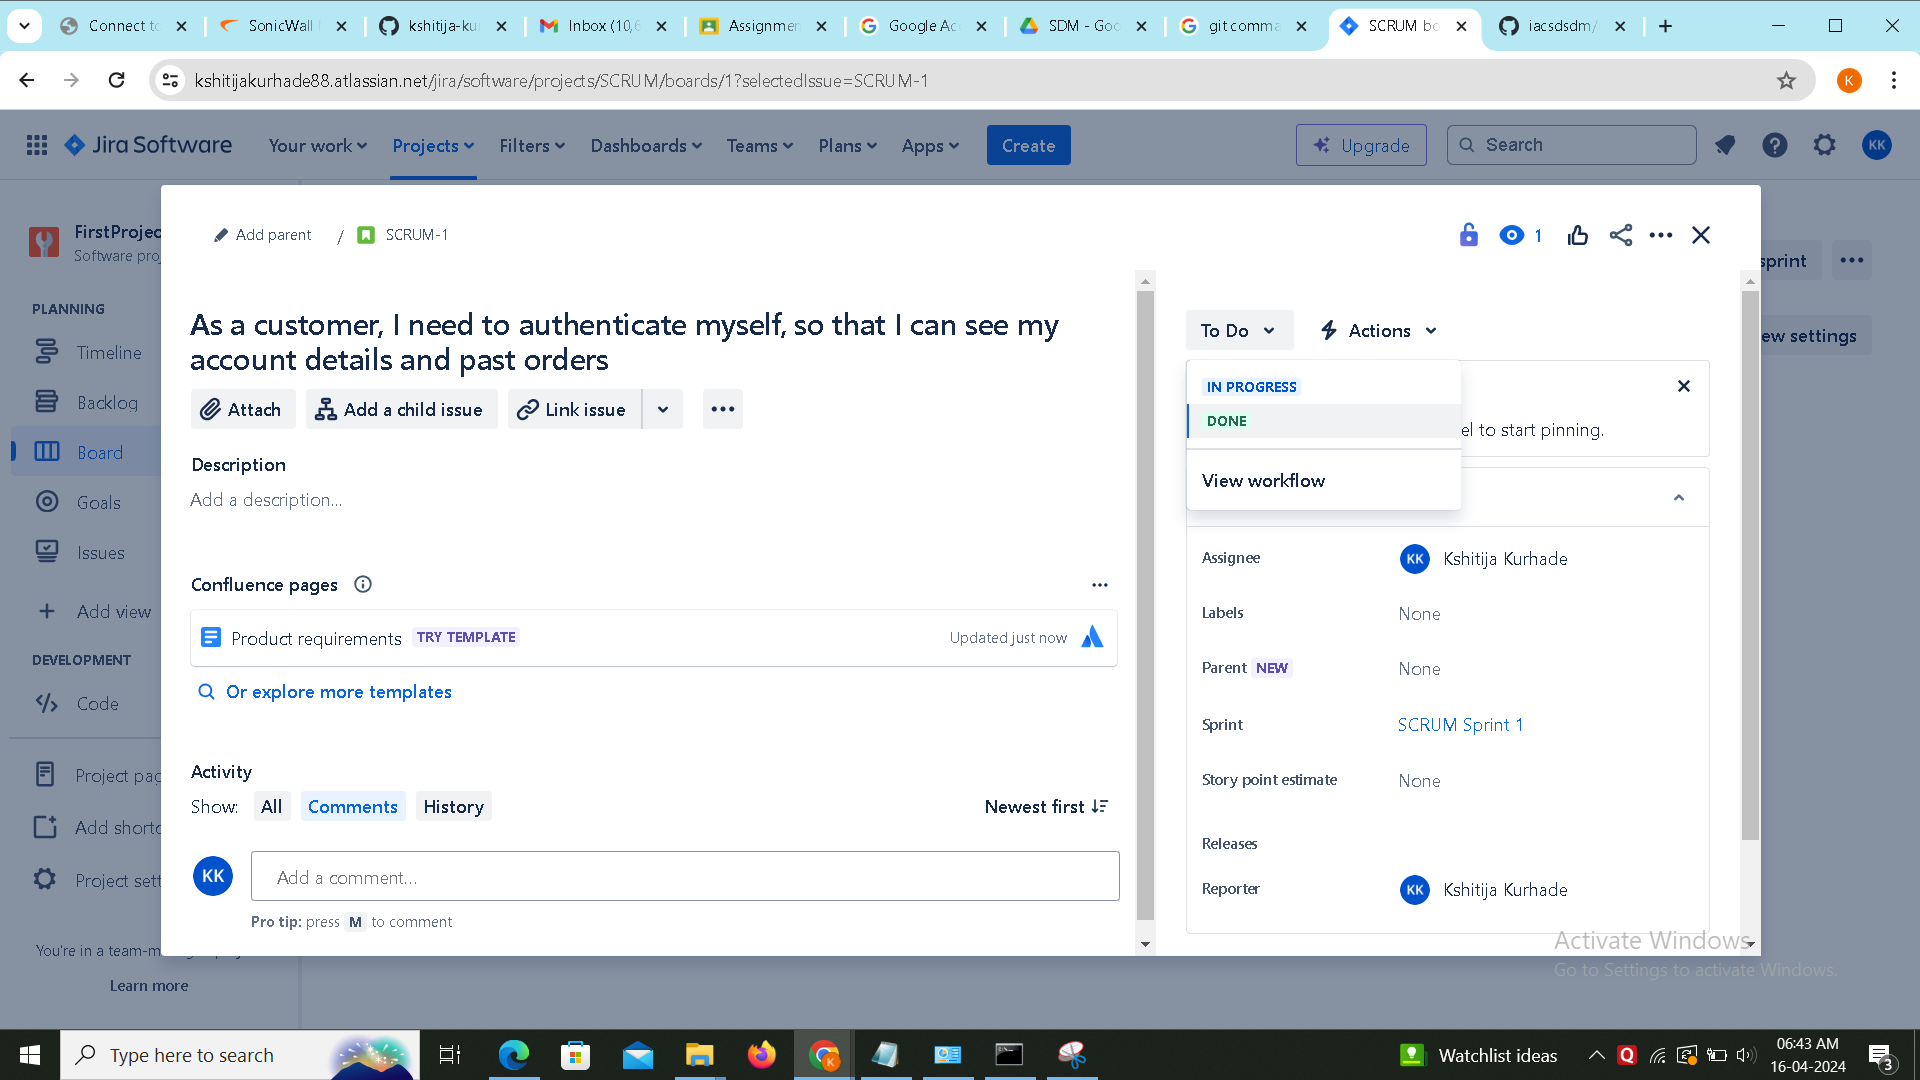 Connect to
SonicWall
kshitija-ku
Inbox (10,6
Assignmen
Google Ac
SDM - Goo
git comma
SCRUM bo
iacsdsdm/
kshitijakurhade88.atlassian.net/jira/software/projects/SCRUM/boards/1?selectedIssue=SCRUM-1
K
Jira Software
Your work
Projects
Filters
Dashboards
Teams
Plans
Apps
Create
Upgrade
Search
KK
FirstProjec
Software proj
PLANNING
Timeline
Backlog
Board
Goals
Issues
Add view
DEVELOPMENT
Code
Project pag
Add shortc
Project sett
You're in a team-m
Learn more
sprint
ew settings
Add parent / SCRUM-1
1
As a customer, I need to authenticate myself, so that I can see my
account details and past orders
Attach
Add a child issue
Link issue
Description
Add a description...
Confluence pages
Product requirements TRY TEMPLATE Updated just now
Or explore more templates
Activity
Show: All Comments History Newest first
KK Add a comment...
Pro tip: press M to comment
To Do
Actions
IN PROGRESS
DONE
el to start pinning.
View workflow
Assignee KK Kshitija Kurhade
Labels None
Parent NEW None
Sprint SCRUM Sprint 1
Story point estimate None
Releases
Reporter KK Kshitija Kurhade
Activate Windows
Go to Settings to activate Windows.
Type here to search
K
Watchlist ideas
Q
06:43 AM
16-04-2024
3